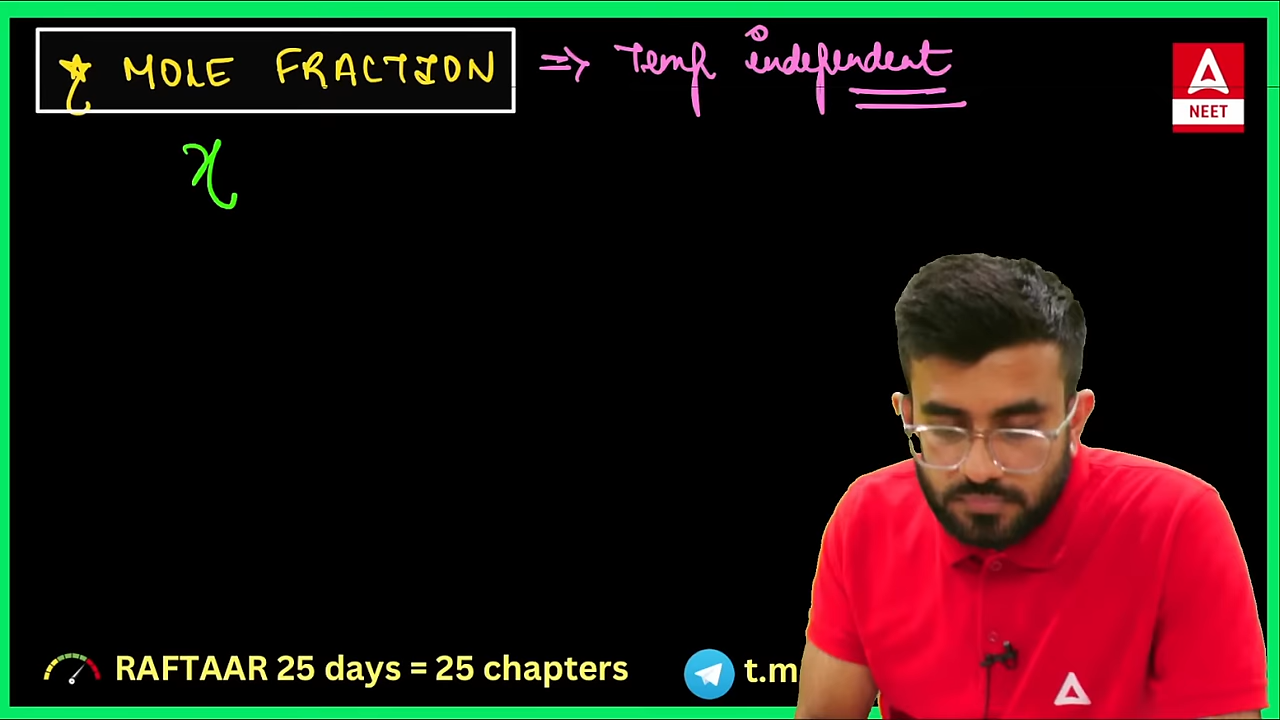 MOLE FRACTION => Temp independent
x
NEET
RAFTAAR 25 days = 25 chapters
t.m